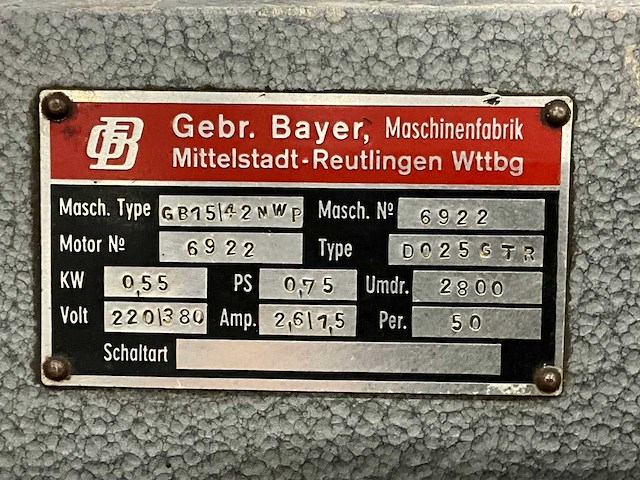 GB Gebr. Bayer, Maschinenfabrik
Mittelstadt-Reutlingen Wttbg
Masch. Type GB15/42NWP Masch. Nº 6922
Motor Nº 6922 Type D025GTR
KW 0,55 PS 0,75 Umdr. 2800
Volt 220/380 Amp. 2,6/1,5 Per. 50
Schaltart